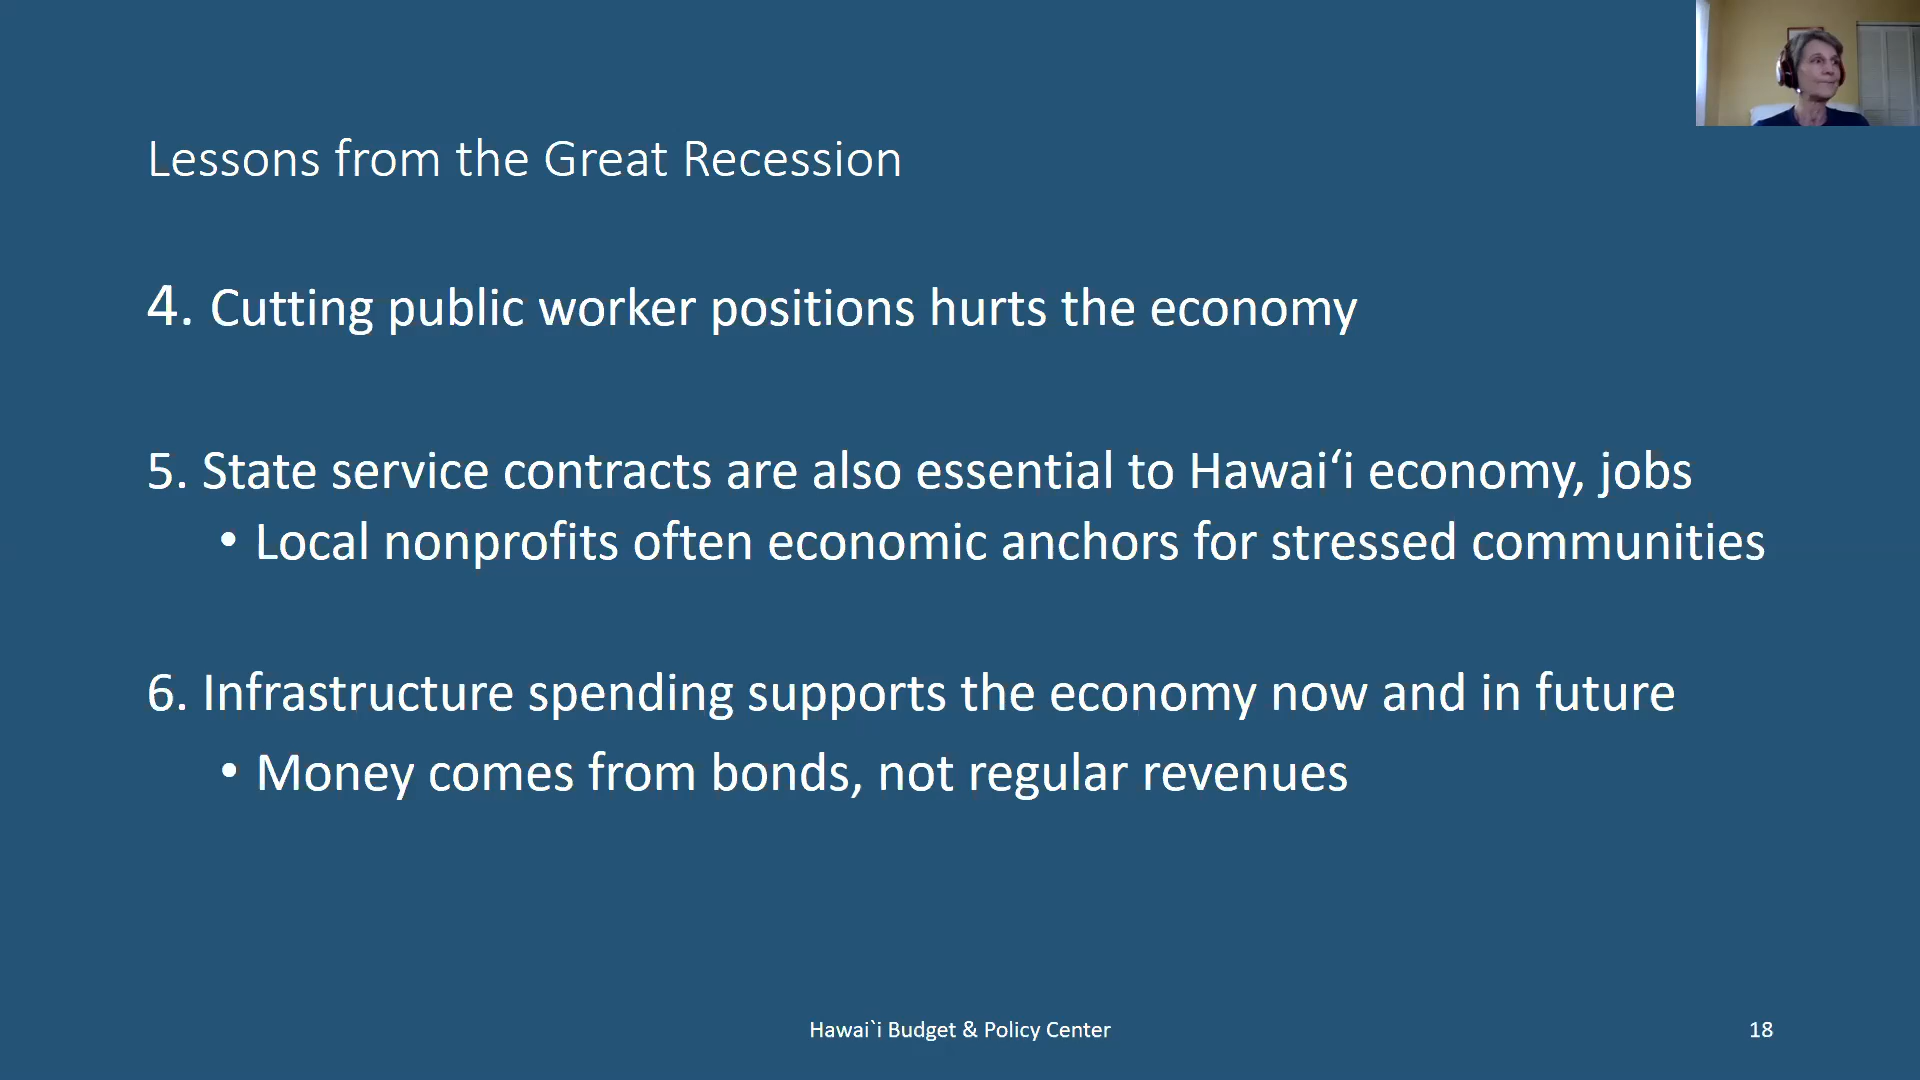 Lessons from the Great Recession
4. Cutting public worker positions hurts the economy
5. State service contracts are also essential to Hawai‘i economy, jobs
• Local nonprofits often economic anchors for stressed communities
6. Infrastructure spending supports the economy now and in future
• Money comes from bonds, not regular revenues
Hawai`i Budget & Policy Center
18